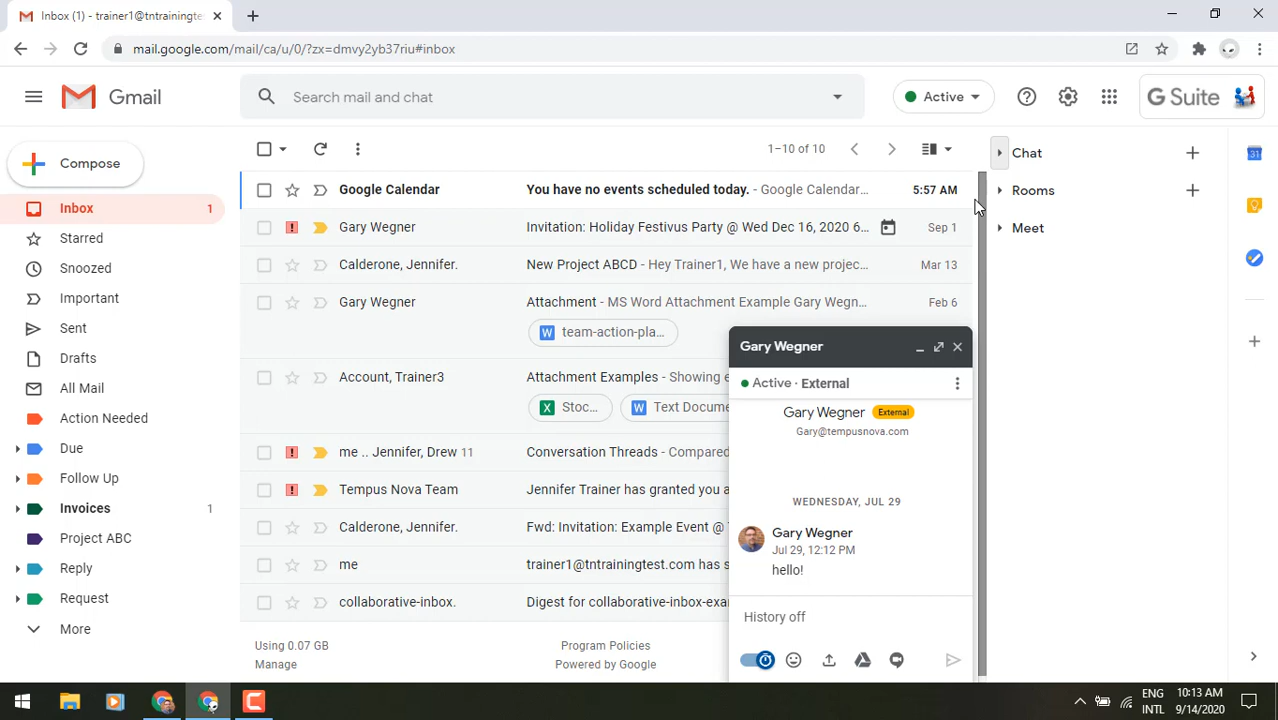 Inbox (1) - trainer1@tntrainingte
mail.google.com/mail/ca/u/0/?zx=dmvy2yb37riu#inbox
Gmail
Search mail and chat
Active
G Suite
Compose
1–10 of 10
Chat
Rooms
Meet
Inbox 1
Starred
Snoozed
Important
Sent
Drafts
All Mail
Action Needed
Due
Follow Up
Invoices 1
Project ABC
Reply
Request
More
Google Calendar You have no events scheduled today. - Google Calendar… 5:57 AM
Gary Wegner Invitation: Holiday Festivus Party @ Wed Dec 16, 2020 6… Sep 1
Calderone, Jennifer. New Project ABCD - Hey Trainer1, We have a new projec… Mar 13
Gary Wegner Attachment - MS Word Attachment Example Gary Wegn… Feb 6
W team-action-pla...
Account, Trainer3 Attachment Examples - Showing e
X Stoc... W Text Docume
me .. Jennifer, Drew 11 Conversation Threads - Compared
Tempus Nova Team Jennifer Trainer has granted you a
Calderone, Jennifer. Fwd: Invitation: Example Event @
me trainer1@tntrainingtest.com has s
collaborative-inbox. Digest for collaborative-inbox-exa
Using 0.07 GB
Manage
Program Policies
Powered by Google
Gary Wegner
Active · External
Gary Wegner External
Gary@tempusnova.com
WEDNESDAY, JUL 29
Gary Wegner
Jul 29, 12:12 PM
hello!
History off
31
ENG
INTL
10:13 AM
9/14/2020